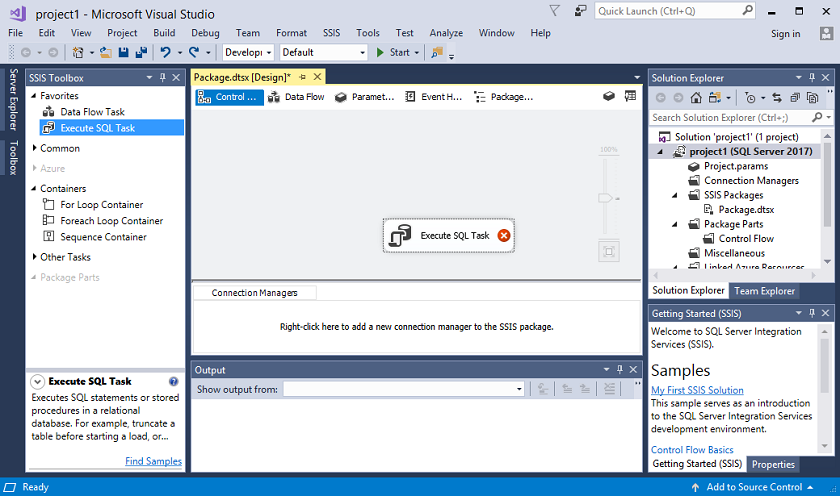 project1 - Microsoft Visual Studio
Quick Launch (Ctrl+Q)
File Edit View Project Build Debug Team Format SSIS Tools Test Analyze Window Help
Sign in
Develop Default Start
Server Explorer
Toolbox
SSIS Toolbox
Favorites
Data Flow Task
Execute SQL Task
Common
Azure
Containers
For Loop Container
Foreach Loop Container
Sequence Container
Other Tasks
Package Parts
Execute SQL Task
Executes SQL statements or stored
procedures in a relational
database. For example, truncate a
table before starting a load, or...
Find Samples
Package.dtsx [Design]*
Control ... Data Flow Paramet... Event H... Package...
100%
Execute SQL Task
Connection Managers
Right-click here to add a new connection manager to the SSIS package.
Output
Show output from:
Solution Explorer
Search Solution Explorer (Ctrl+;)
Solution 'project1' (1 project)
project1 (SQL Server 2017)
Project.params
Connection Managers
SSIS Packages
Package.dtsx
Package Parts
Control Flow
Miscellaneous
Linked Azure Resources
Solution Explorer Team Explorer
Getting Started (SSIS)
Welcome to SQL Server Integration
Services (SSIS).
Samples
My First SSIS Solution
This sample serves as an introduction
to the SQL Server Integration Services
development environment.
Control Flow Basics
Getting Started (SSIS) Properties
Ready
Add to Source Control